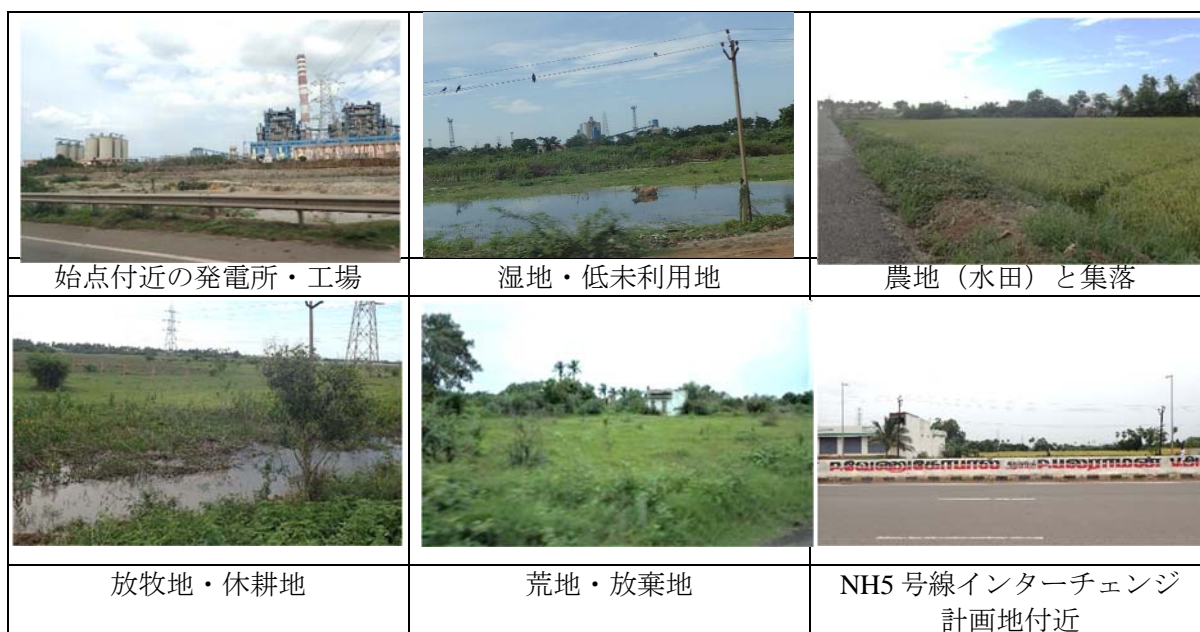 始点付近の発電所・工場
湿地・低未利用地
農地（水田）と集落
放牧地・休耕地
荒地・放棄地
NH5 号線インターチェンジ
計画地付近